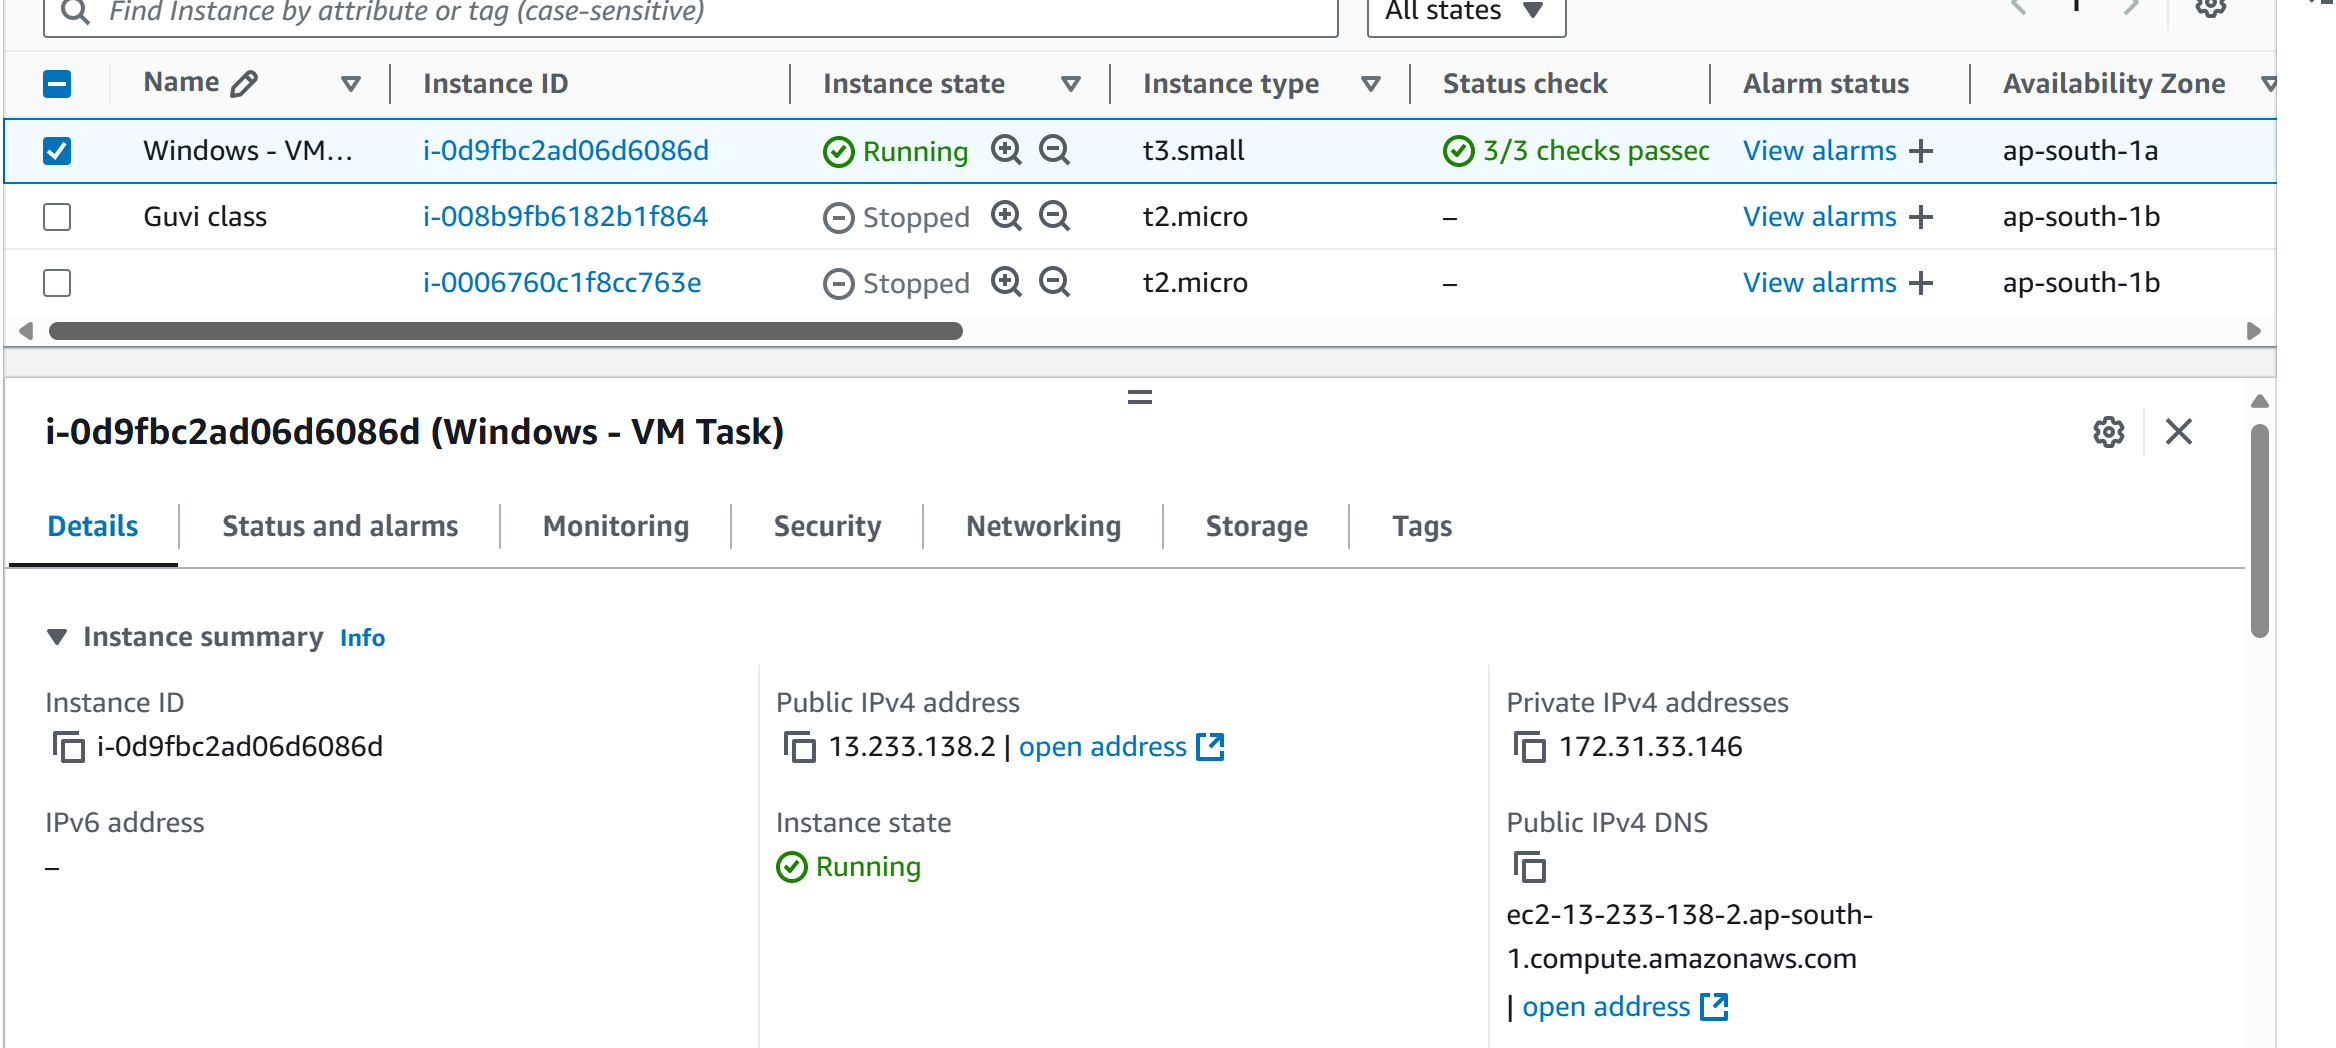 Find Instance by attribute or tag (case-sensitive) All states 1
Name Instance ID Instance state Instance type Status check Alarm status Availability Zone
Windows - VM... i-0d9fbc2ad06d6086d Running t3.small 3/3 checks passed View alarms + ap-south-1a
Guvi class i-008b9fb6182b1f864 Stopped t2.micro – View alarms + ap-south-1b
i-0006760c1f8cc763e Stopped t2.micro – View alarms + ap-south-1b
i-0d9fbc2ad06d6086d (Windows - VM Task)
Details Status and alarms Monitoring Security Networking Storage Tags
Instance summary Info
Instance ID
i-0d9fbc2ad06d6086d
Public IPv4 address
13.233.138.2 | open address
Private IPv4 addresses
172.31.33.146
IPv6 address
–
Instance state
Running
Public IPv4 DNS
ec2-13-233-138-2.ap-south-
1.compute.amazonaws.com
| open address